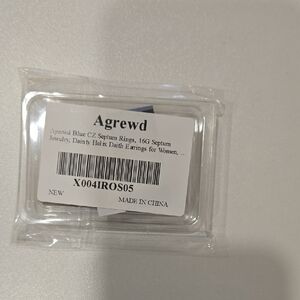 Agrewd
Agrewd Blue CZ Septum Rings, 16G Septum
Jewelry, Dainty Helix Daith Earrings for Women, ...
X004IROS05
NEW
MADE IN CHINA